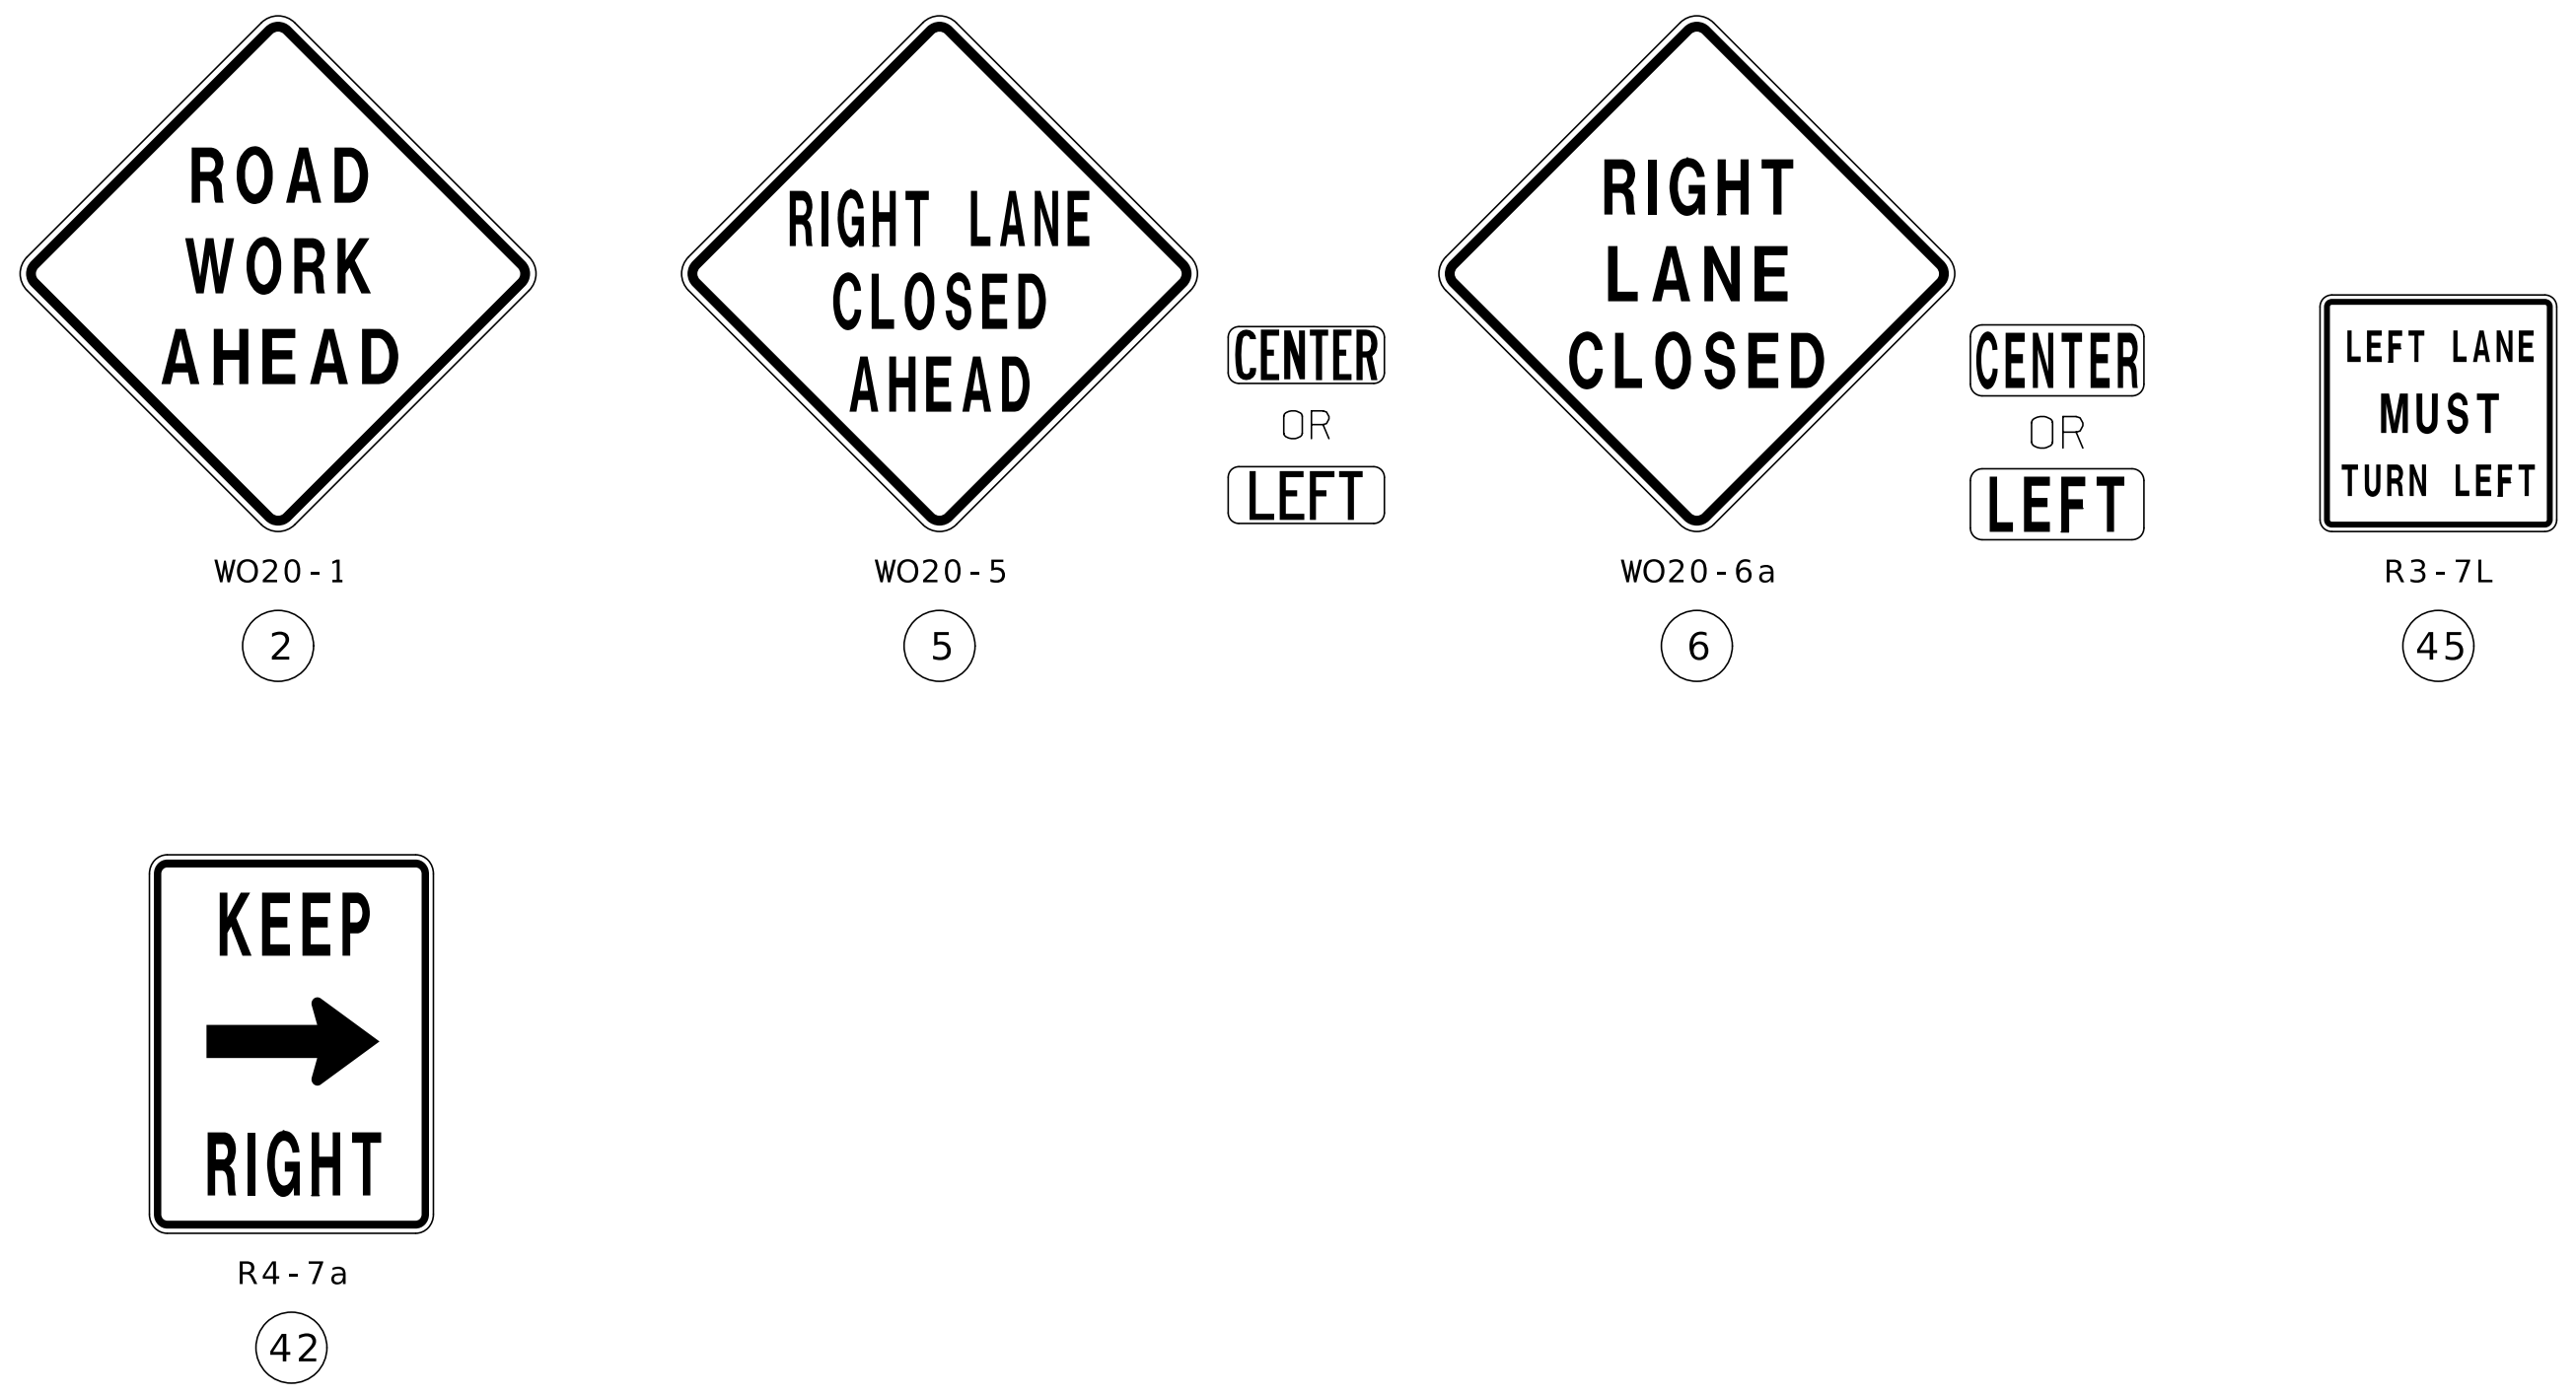 ROAD
WORK
AHEAD
WO20-1
2
RIGHT LANE
CLOSED
AHEAD
CENTER
OR
LEFT
WO20-5
5
RIGHT
LANE
CLOSED
CENTER
OR
LEFT
WO20-6a
6
LEFT LANE
MUST
TURN LEFT
R3-7L
45
KEEP
RIGHT
R4-7a
42